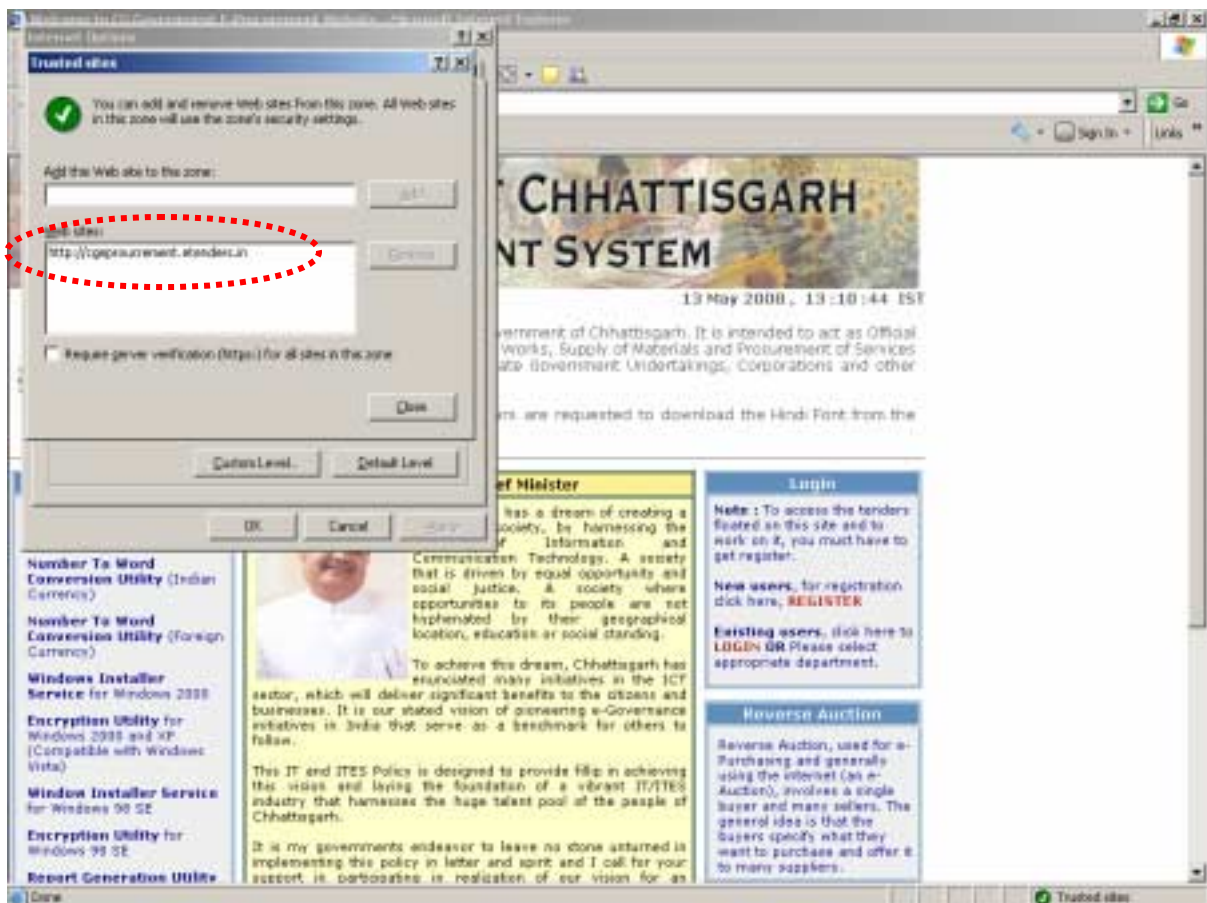 Internet Options
Trusted sites
You can add and remove Web sites from this zone. All Web sites
in this zone will use the zone's security settings.
Add this Web site to the zone:
Add
Web sites:
http://cgeprocurement.etenders.in
Remove
Require server verification (https:) for all sites in this zone
Close
Custom Level...
Default Level
OK
Cancel
Apply
Go
Sign In
Links
CHHATTISGARH
NT SYSTEM
13 May 2008, 13:10:44 IST
vernment of Chhattisgarh. It is intended to act as Official
Works, Supply of Materials and Procurement of Services
ate Government Undertakings, Corporations and other
are requested to download the Hindi Font from the
Number To Word
Conversion Utility (Indian
Currency)
Number To Word
Conversion Utility (Foreign
Currency)
Windows Installer
Service for Windows 2000
Encryption Utility for
Windows 2000 and XP
(Compatible with Windows
Vista)
Window Installer Service
for Windows 98 SE
Encryption Utility for
Windows 98 SE
Report Generation Utility
ef Minister
has a dream of creating a
society, by harnessing the
of Information and
Communication Technology. A society
that is driven by equal opportunity and
social justice. A society where
opportunities to its people are not
hyphenated by their geographical
location, education or social standing.
To achieve this dream, Chhattisgarh has
enunciated many initiatives in the ICT
sector, which will deliver significant benefits to the citizens and
businesses. It is our stated vision of pioneering e-Governance
initiatives in India that serve as a benchmark for others to
follow.
This IT and ITES Policy is designed to provide fillip in achieving
this vision and laying the foundation of a vibrant IT/ITES
industry that harnesses the huge talent pool of the people of
Chhattisgarh.
It is my governments endeavor to leave no stone unturned in
implementing this policy in letter and spirit and I call for your
support in participating in realization of our vision for an
Login
Note : To access the tenders
floated on this site and to
work on it, you must have to
get register.
New users, for registration
click here, REGISTER
Existing users, click here to
LOGIN OR Please select
appropriate department.
Reverse Auction
Reverse Auction, used for e-
Purchasing and generally
using the internet (an e-
Auction), involves a single
buyer and many sellers. The
general idea is that the
buyers specify what they
want to purchase and offer it
to many suppliers.
Done
Trusted sites